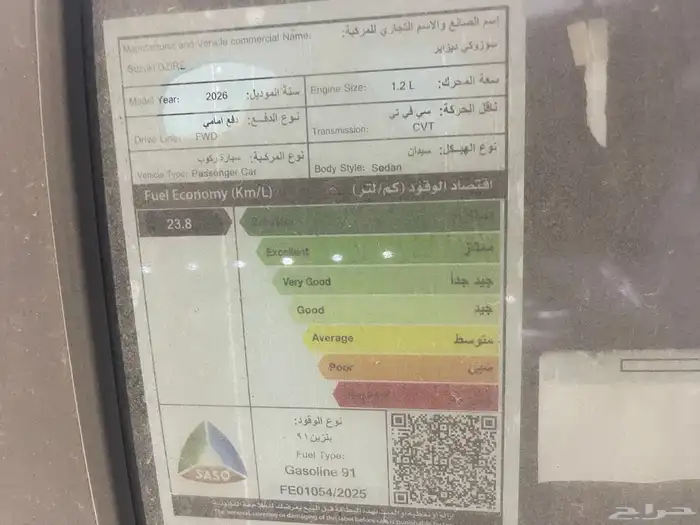 إسم الصانع والاسم التجاري للمركبة:
Manufacturer and Vehicle commercial Name:
سوزوكي ديزاير
Suzuki DZIRE
Model Year: 2026 سنة الموديل:
Engine Size: 1.2 L سعة المحرك:
Drive Line: FWD نوع الدفع: دفع امامي
Transmission: CVT ناقل الحركة: سي في تي
Vehicle Type: Passenger Car نوع المركبة: سيارة ركوب
Body Style: Sedan نوع الهيكل: سيدان
Fuel Economy (Km/L) اقتصاد الوقود (كم/لتر)
23.8
Excellent ممتاز
Very Good جيد جداً
Good جيد
Average متوسط
Poor سيئ
نوع الوقود:
بنزين ٩١
Fuel Type:
Gasoline 91
FE01054/2025
SASO
حراج